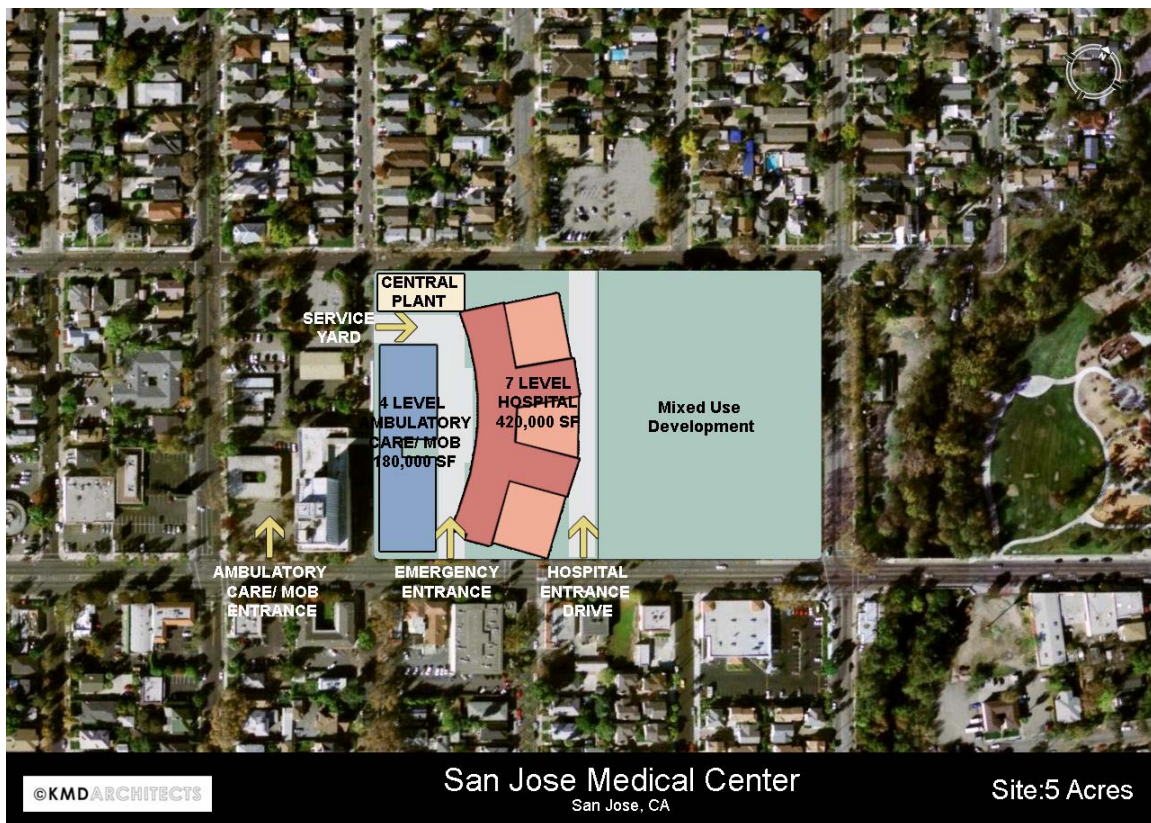 N
CENTRAL
PLANT
SERVICE
YARD
7 LEVEL
HOSPITAL
420,000 SF
4 LEVEL
AMBULATORY
CARE/ MOB
180,000 SF
Mixed Use
Development
AMBULATORY
CARE/ MOB
ENTRANCE
EMERGENCY
ENTRANCE
HOSPITAL
ENTRANCE
DRIVE
©KMDARCHITECTS
San Jose Medical Center
San Jose, CA
Site:5 Acres